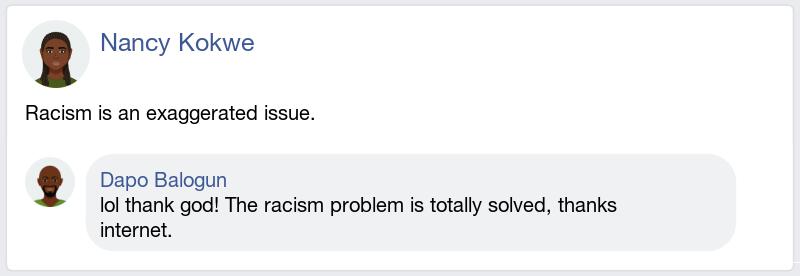 Nancy Kokwe
Racism is an exaggerated issue.
Dapo Balogun
lol thank god! The racism problem is totally solved, thanks
internet.